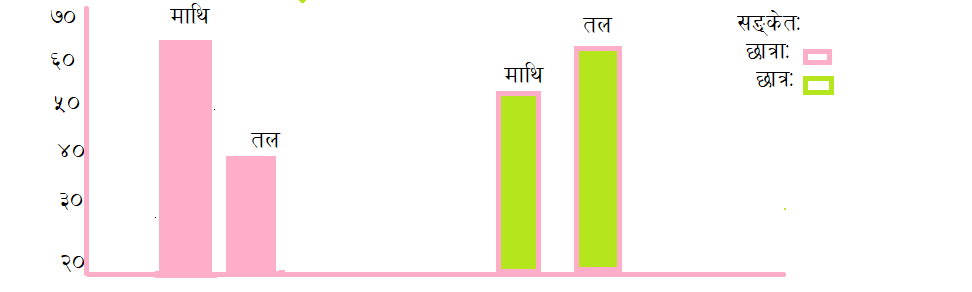 ७०
६०
५०
४०
३०
२०
माथि
तल
माथि
तल
सङ्केतः
छात्राः
छात्रः